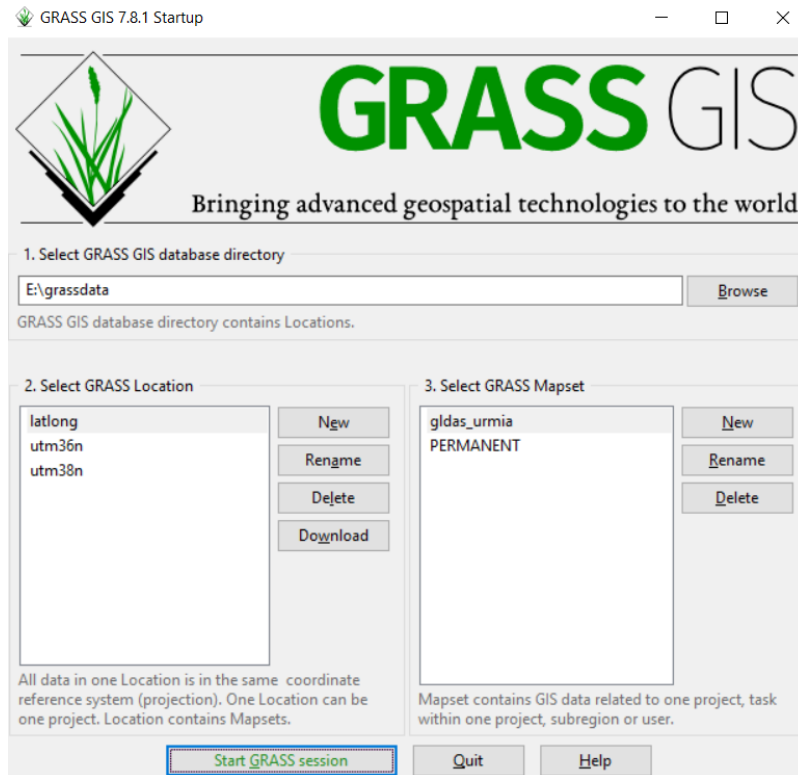 GRASS GIS 7.8.1 Startup
GRASS GIS
Bringing advanced geospatial technologies to the world
1. Select GRASS GIS database directory
E:\grassdata
Browse
GRASS GIS database directory contains Locations.
2. Select GRASS Location
latlong
utm36n
utm38n
New
Rename
Delete
Download
All data in one Location is in the same coordinate
reference system (projection). One Location can be
one project. Location contains Mapsets.
3. Select GRASS Mapset
gldas_urmia
PERMANENT
New
Rename
Delete
Mapset contains GIS data related to one project, task
within one project, subregion or user.
Start GRASS session
Quit
Help